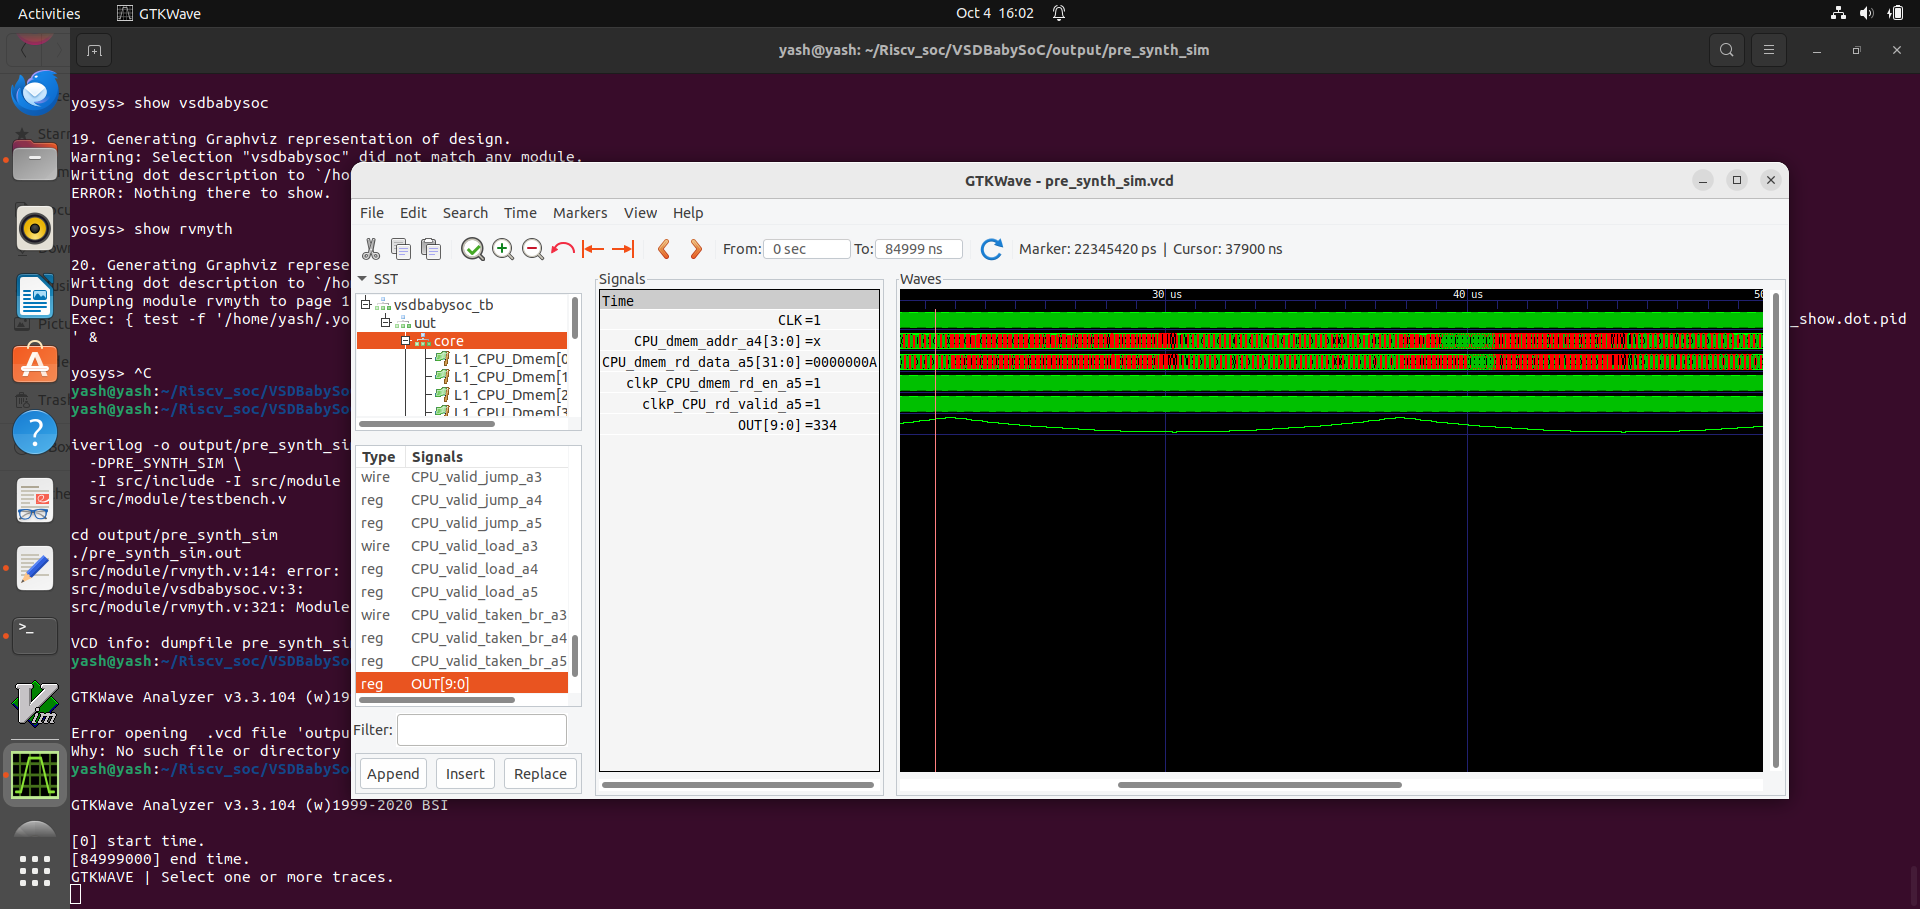 Activities
GTKWave
Oct 4 16:02
yash@yash: ~/Riscv_soc/VSDBabySoC/output/pre_synth_sim
yosys> show vsdbabysoc
19. Generating Graphviz representation of design.
Warning: Selection "vsdbabysoc" did not match any module.
Writing dot description to `/ho
ERROR: Nothing there to show.
yosys> show rvmyth
20. Generating Graphviz represe
Writing dot description to `/ho
Dumping module rvmyth to page 1
Exec: { test -f '/home/yash/.yo
_show.dot.pid
' &
yosys> ^C
yash@yash:~/Riscv_soc/VSDBabySo
yash@yash:~/Riscv_soc/VSDBabySo
iverilog -o output/pre_synth_si
-DPRE_SYNTH_SIM \
-I src/include -I src/module
src/module/testbench.v
cd output/pre_synth_sim
./pre_synth_sim.out
src/module/rvmyth.v:14: error:
src/module/vsdbabysoc.v:3:
src/module/rvmyth.v:321: Module
VCD info: dumpfile pre_synth_si
yash@yash:~/Riscv_soc/VSDBabySo
GTKWave Analyzer v3.3.104 (w)19
Error opening  .vcd file 'outpu
Why: No such file or directory
yash@yash:~/Riscv_soc/VSDBabySo
GTKWave Analyzer v3.3.104 (w)1999-2020 BSI
[0] start time.
[84999000] end time.
GTKWAVE | Select one or more traces.
GTKWave - pre_synth_sim.vcd
File Edit Search Time Markers View Help
From: 0 sec To: 84999 ns Marker: 22345420 ps | Cursor: 37900 ns
SST
vsdbabysoc_tb
uut
core
L1_CPU_Dmem[0
L1_CPU_Dmem[1
L1_CPU_Dmem[2
L1_CPU_Dmem[3
Type Signals
wire CPU_valid_jump_a3
reg CPU_valid_jump_a4
reg CPU_valid_jump_a5
wire CPU_valid_load_a3
reg CPU_valid_load_a4
reg CPU_valid_load_a5
wire CPU_valid_taken_br_a3
reg CPU_valid_taken_br_a4
reg CPU_valid_taken_br_a5
reg OUT[9:0]
Filter:
Append Insert Replace
Signals
Time
CLK=1
CPU_dmem_addr_a4[3:0]=x
CPU_dmem_rd_data_a5[31:0]=0000000A
clkP_CPU_dmem_rd_en_a5=1
clkP_CPU_rd_valid_a5=1
OUT[9:0]=334
Waves
30 us 40 us 50